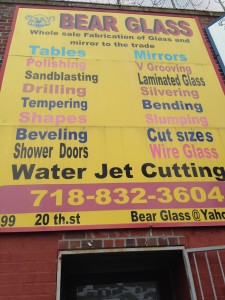 BEAR GLASS
Whole sale Fabrication of Glass and
mirror to the trade
Tables Mirrors
Polishing V Grooving
Sandblasting Laminated Glass
Drilling Silvering
Tempering Bending
Shapes Slumping
Beveling Cut sizes
Shower Doors Wire Glass
Water Jet Cutting
718-832-3604
99 20 th.st Bear Glass@Yaho